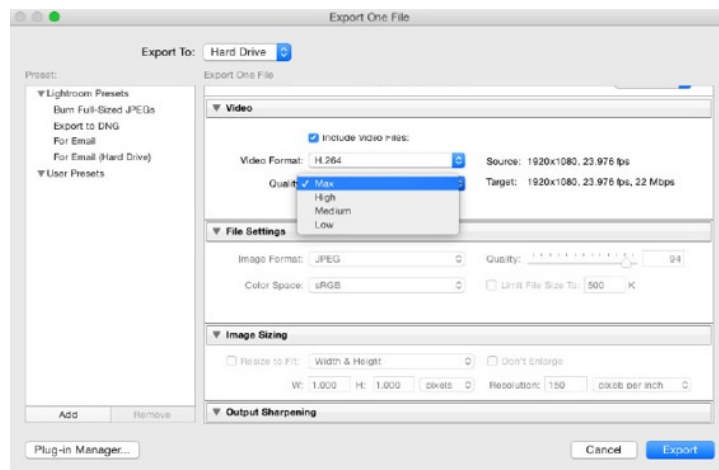 Export One File
Export To: Hard Drive
Preset:
Export One File
▼Lightroom Presets
Burn Full-Sized JPEGs
Export to DNG
For Email
For Email (Hard Drive)
▼User Presets
Add Remove
▼ Video
Include Video Files:
Video Format: H.264
Source: 1920x1080, 23.976 fps
Quality
✓ Max
High
Medium
Low
Target: 1920x1080, 23.976 fps, 22 Mbps
▼ File Settings
Image Format: JPEG
Quality: 94
Color Space: sRGB
Limit File Size To: 500 K
▼ Image Sizing
Resize to Fit: Width & Height
Don't Enlarge
W: 1.000 H: 1.000 pixels
Resolution: 150 pixels per inch
▼ Output Sharpening
Plug-in Manager...
Cancel Export